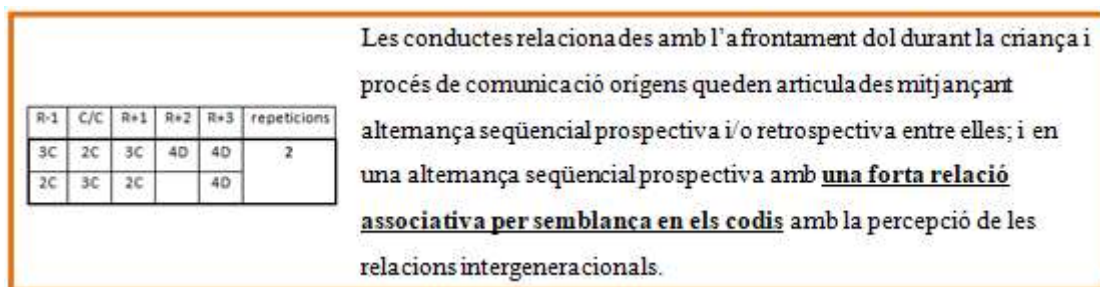 R-1 C/C R+1 R+2 R+3 repeticions
3C 2C 3C 4D 4D 2
2C 3C 2C 4D
Les conductes relacionades amb l'afrontament dol durant la criança i
procés de comunicació orígens queden articulades mitjançant
alternança seqüencial prospectiva i/o retrospectiva entre elles; i en
una alternança seqüencial prospectiva amb una forta relació
associativa per semblança en els codis amb la percepció de les
relacions intergeneracionals.